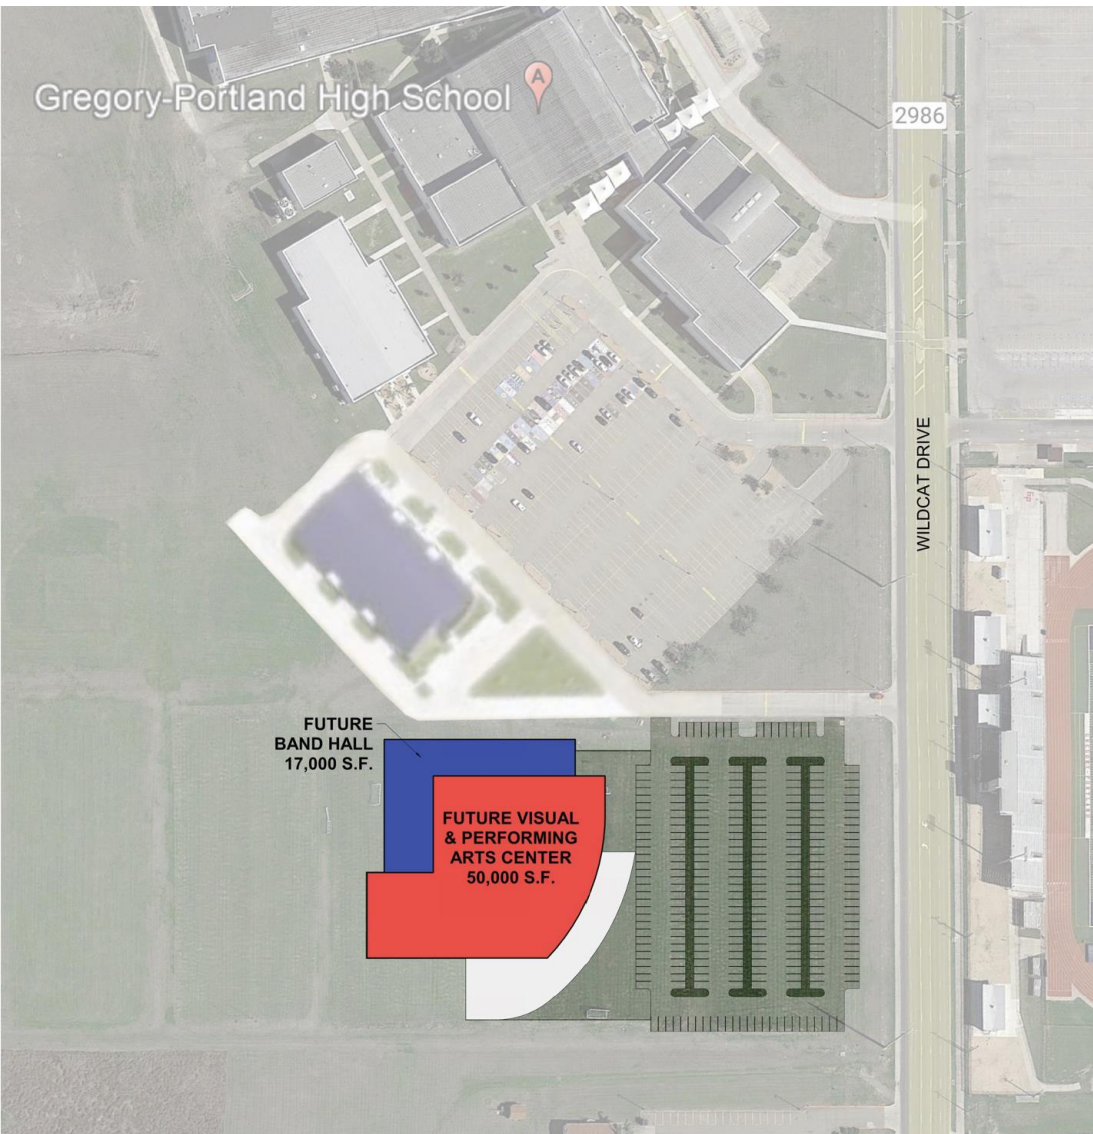 Gregory-Portland High School
A
2986
WILDCAT DRIVE
FUTURE
BAND HALL
17,000 S.F.
FUTURE VISUAL
& PERFORMING
ARTS CENTER
50,000 S.F.